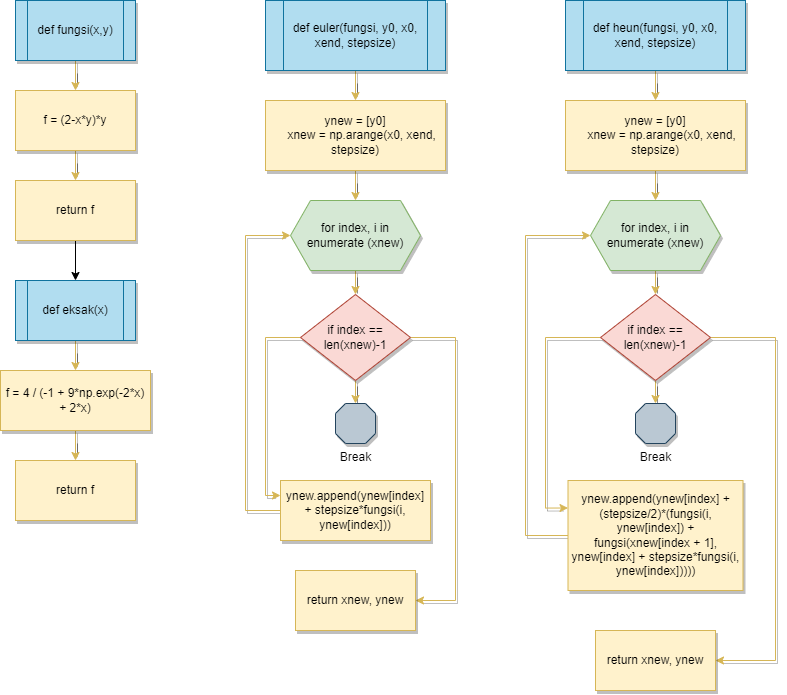 def fungsi(x,y)
f = (2-x*y)*y
return f
def eksak(x)
f = 4 / (-1 + 9*np.exp(-2*x)
+ 2*x)
return f
def euler(fungsi, y0, x0,
xend, stepsize)
ynew = [y0]
xnew = np.arange(x0, xend,
stepsize)
for index, i in
enumerate (xnew)
if index ==
len(xnew)-1
Break
ynew.append(ynew[index]
+ stepsize*fungsi(i,
ynew[index]))
return xnew, ynew
def heun(fungsi, y0, x0,
xend, stepsize)
ynew = [y0]
xnew = np.arange(x0, xend,
stepsize)
for index, i in
enumerate (xnew)
if index ==
len(xnew)-1
Break
ynew.append(ynew[index] +
(stepsize/2)*(fungsi(i,
ynew[index]) +
fungsi(xnew[index + 1],
ynew[index] + stepsize*fungsi(i,
ynew[index]))))
return xnew, ynew